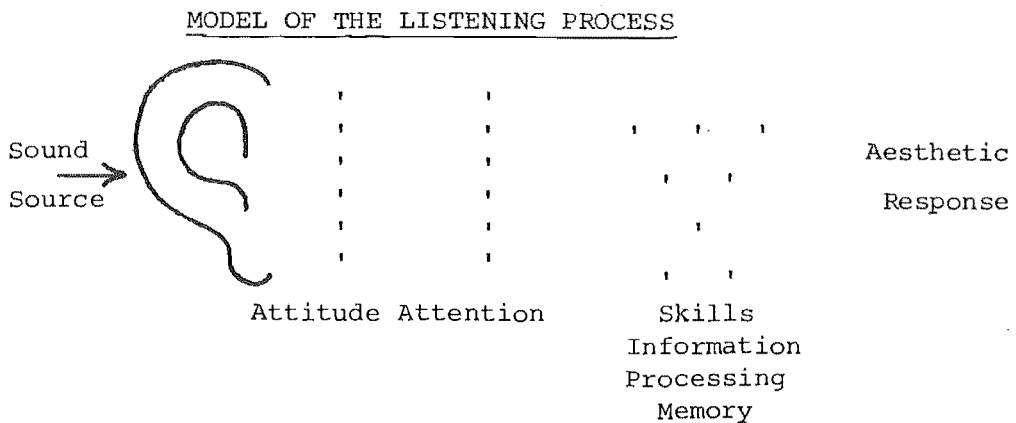 MODEL OF THE LISTENING PROCESS
Sound
Source
Aesthetic
Response
Attitude Attention
Skills
Information
Processing
Memory